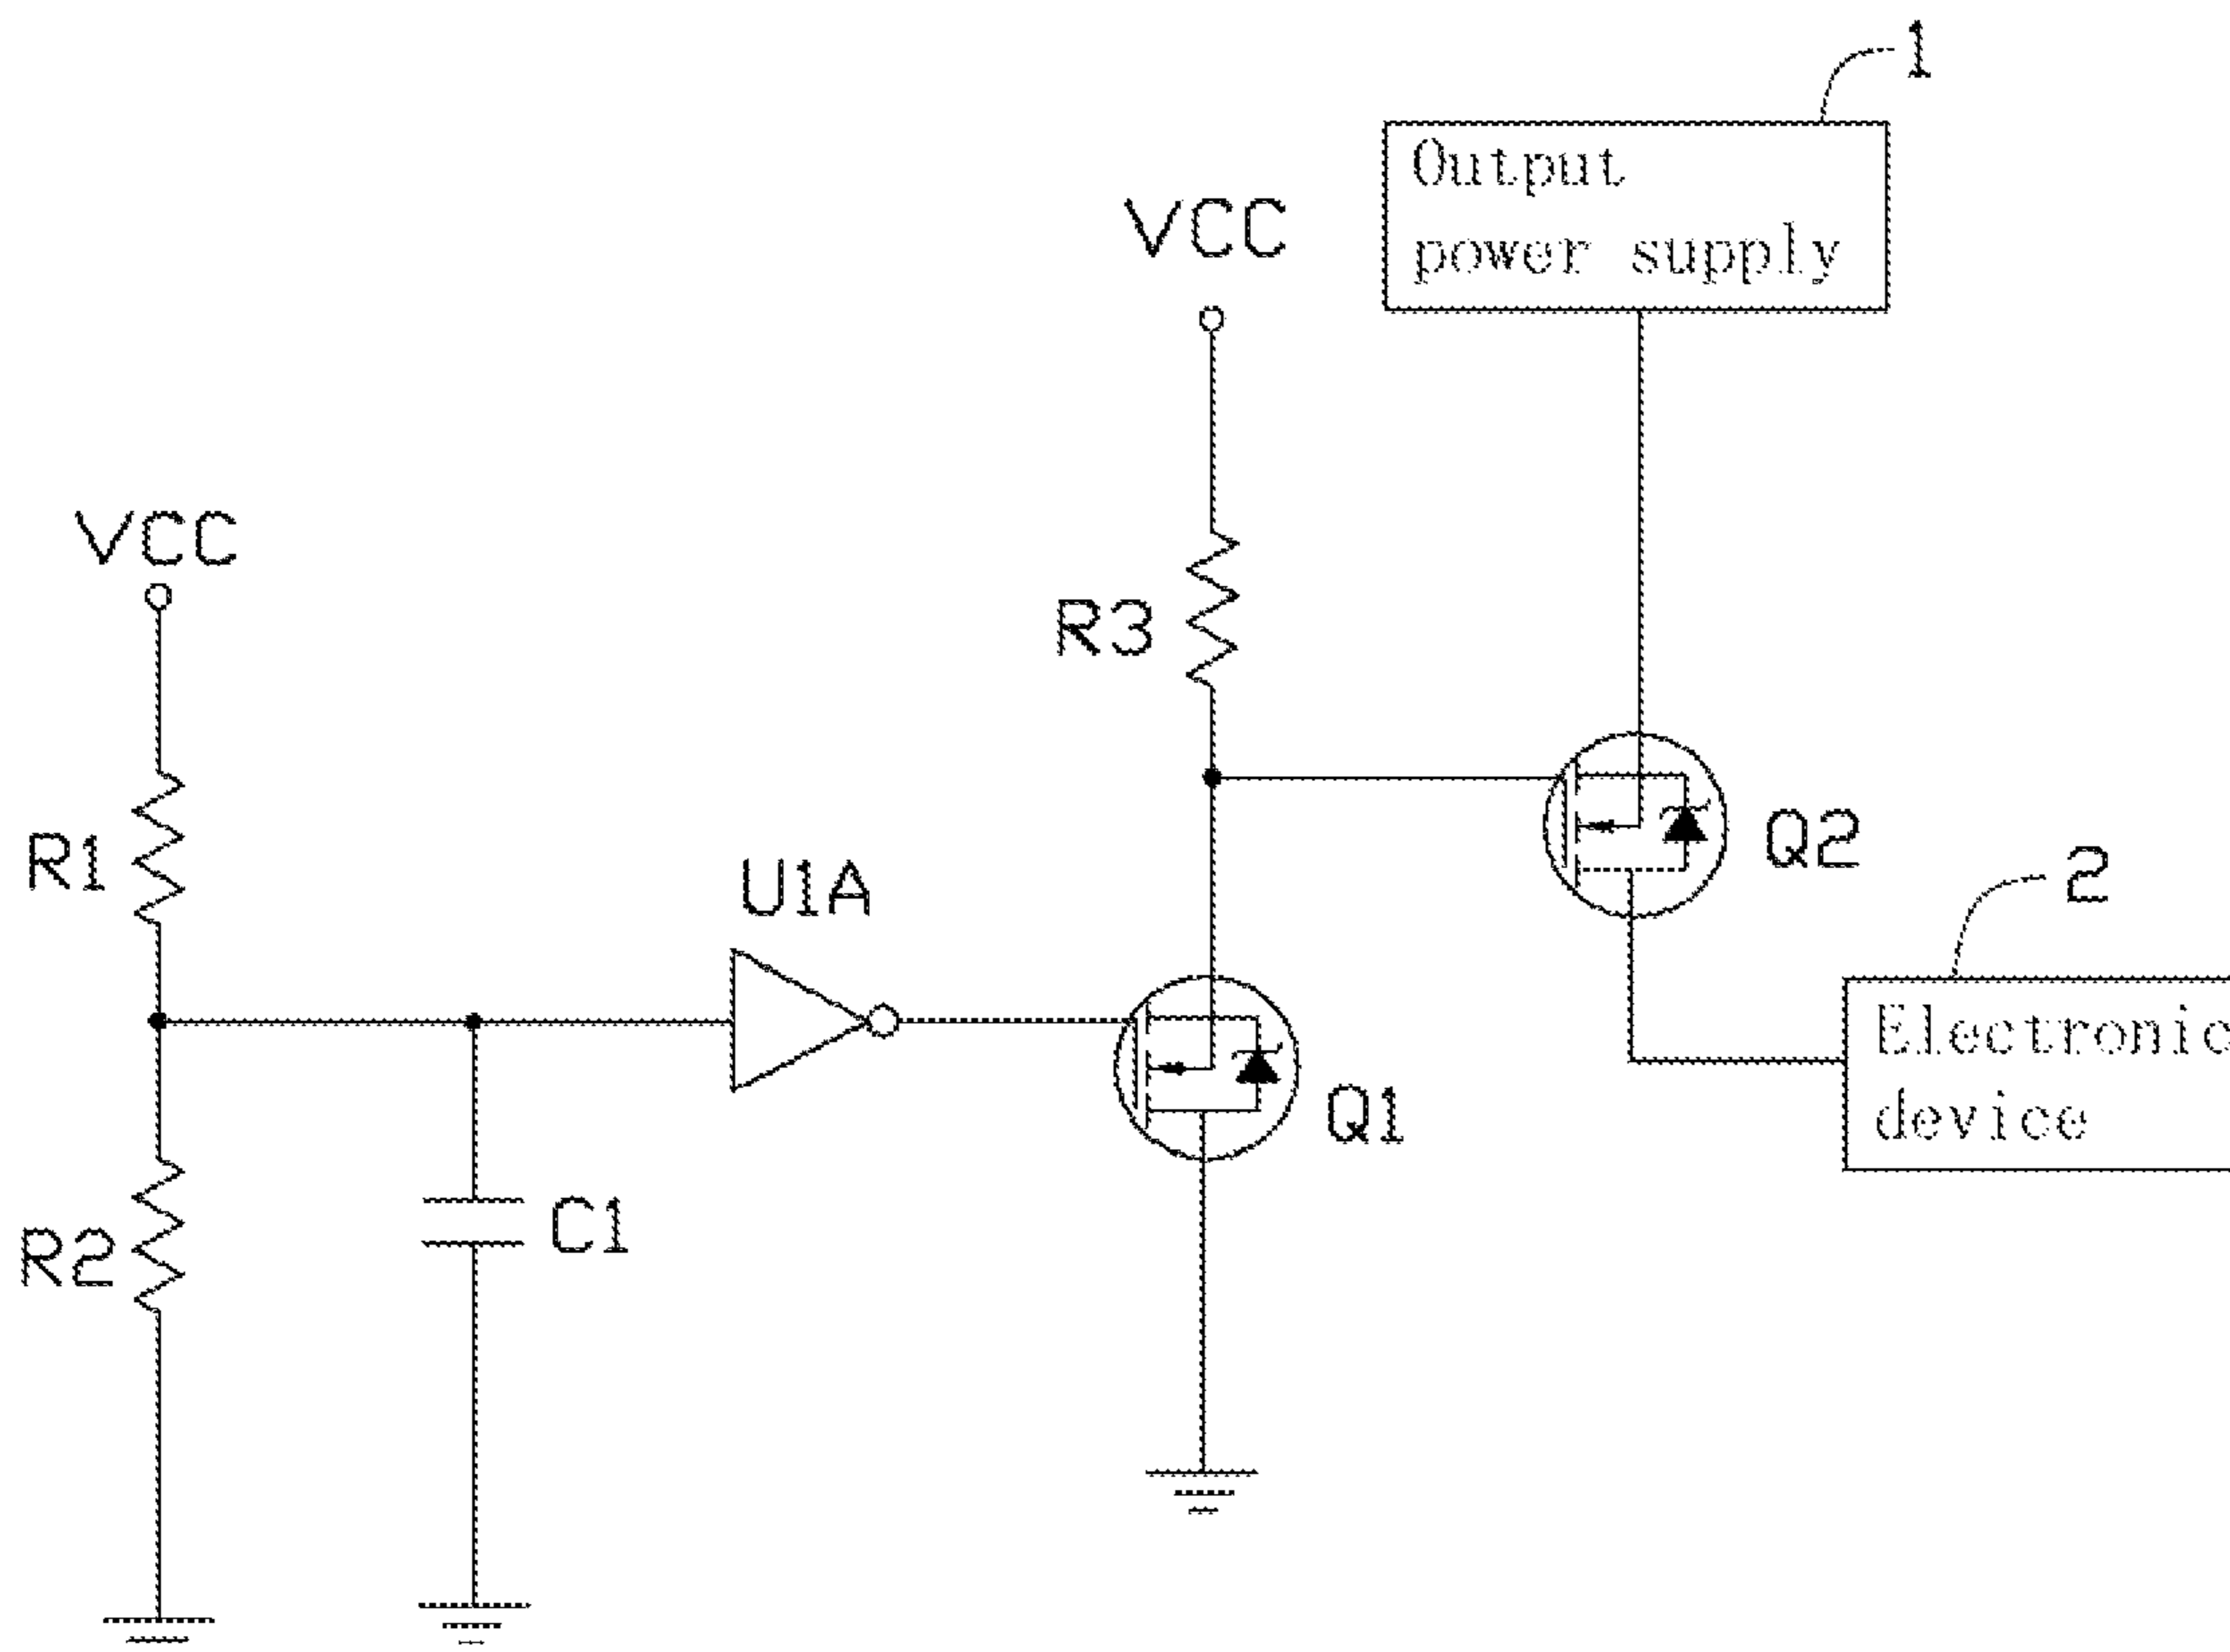 1
Output
power supply
VCC
VCC
R3
R1
U1A
Q2
2
Electronic
device
Q1
R2
C1